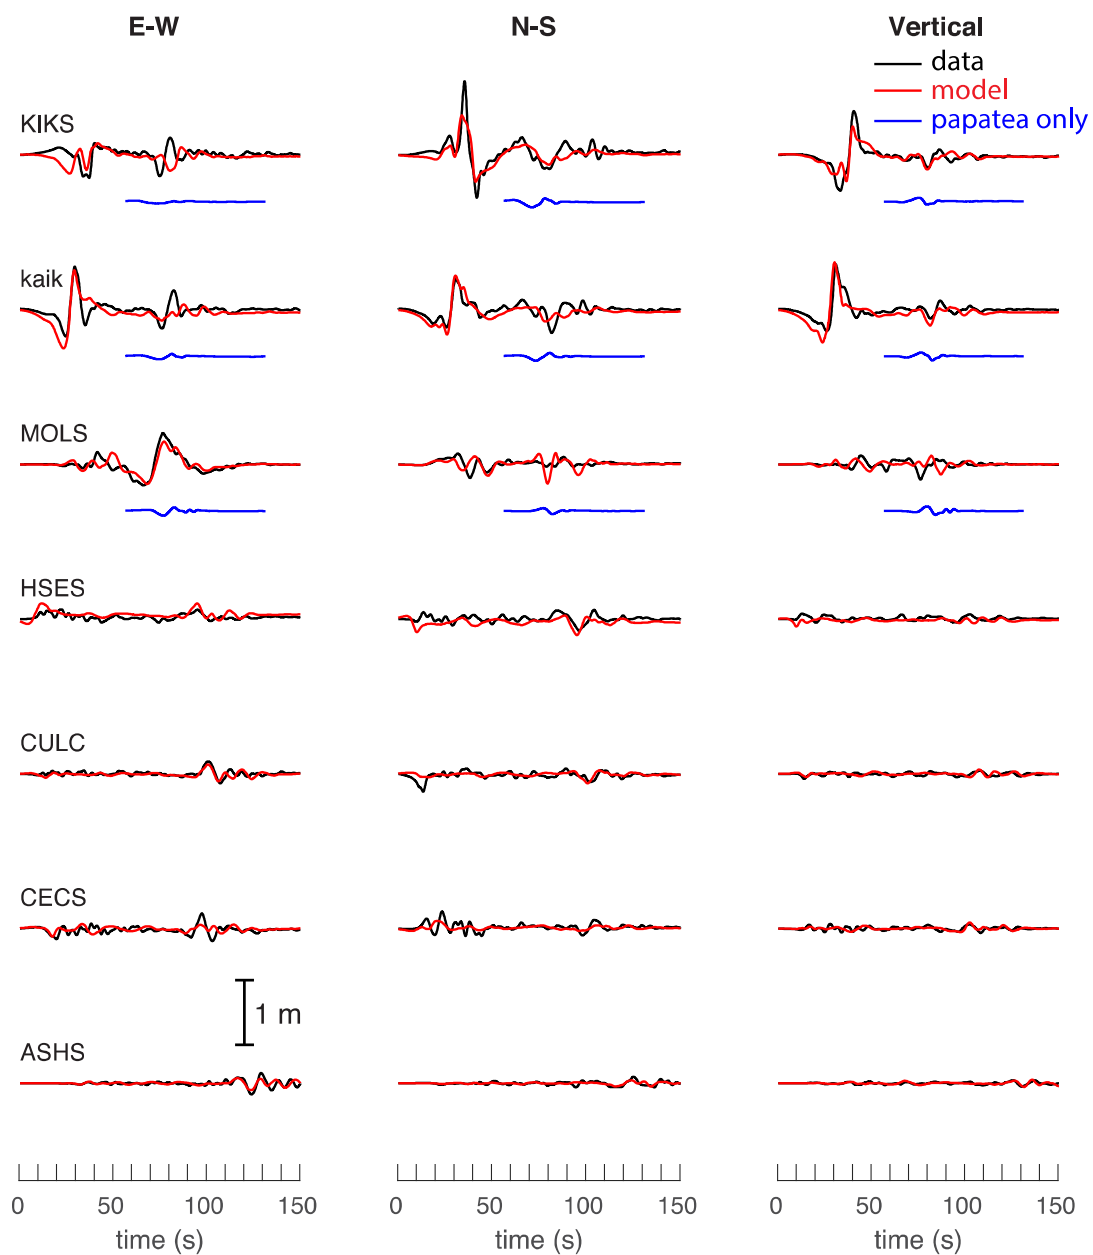 E-W N-S Vertical
data
model
papatea only
KIKS
kaik
MOLS
HSES
CULC
CECS
1 m
ASHS
0 50 100 150 0 50 100 150 0 50 100 150
time (s) time (s) time (s)